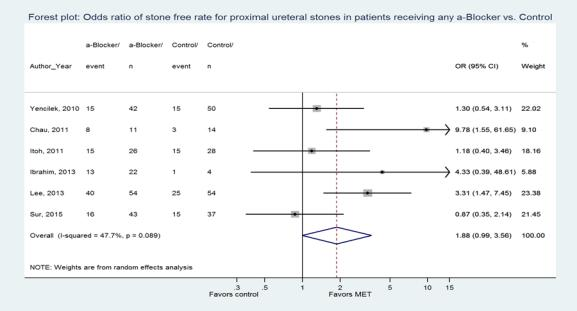 Forest plot: Odds ratio of stone free rate for proximal ureteral stones in patients receiving any a-Blocker vs. Control
a-Blocker/ a-Blocker/ Control/ Control/ %
Author_Year event n event n OR (95% CI) Weight
Yencilek, 2010 15 42 15 50 1.30 (0.54, 3.11) 22.02
Chau, 2011 8 11 3 14 9.78 (1.55, 61.65) 9.10
Itoh, 2011 15 26 15 28 1.18 (0.40, 3.46) 18.16
Ibrahim, 2013 13 22 1 4 4.33 (0.39, 48.61) 5.88
Lee, 2013 40 54 25 54 3.31 (1.47, 7.45) 23.38
Sur, 2015 16 43 15 37 0.87 (0.35, 2.14) 21.45
Overall (I-squared = 47.7%, p = 0.089) 1.88 (0.99, 3.56) 100.00
NOTE: Weights are from random effects analysis
.3 .5 1 2 5 10 15
Favors control Favors MET